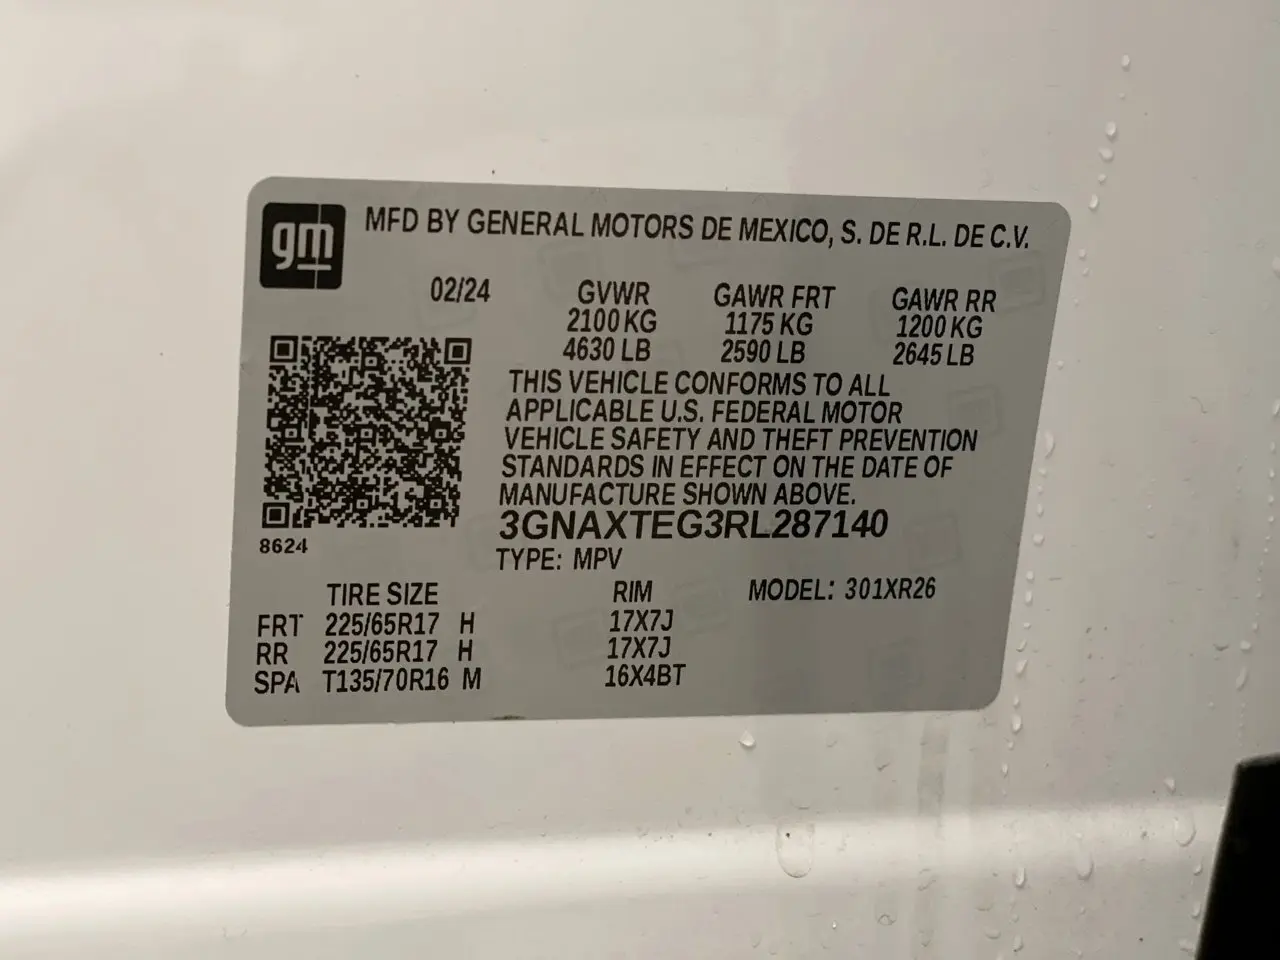 gm MFD BY GENERAL MOTORS DE MEXICO, S. DE R.L. DE C.V.
02/24 GVWR GAWR FRT GAWR RR
2100 KG 1175 KG 1200 KG
4630 LB 2590 LB 2645 LB
THIS VEHICLE CONFORMS TO ALL
APPLICABLE U.S. FEDERAL MOTOR
VEHICLE SAFETY AND THEFT PREVENTION
STANDARDS IN EFFECT ON THE DATE OF
MANUFACTURE SHOWN ABOVE.
3GNAXTEG3RL287140
8624
TYPE: MPV
TIRE SIZE RIM MODEL: 301XR26
FRT 225/65R17 H 17X7J
RR 225/65R17 H 17X7J
SPA T135/70R16 M 16X4BT